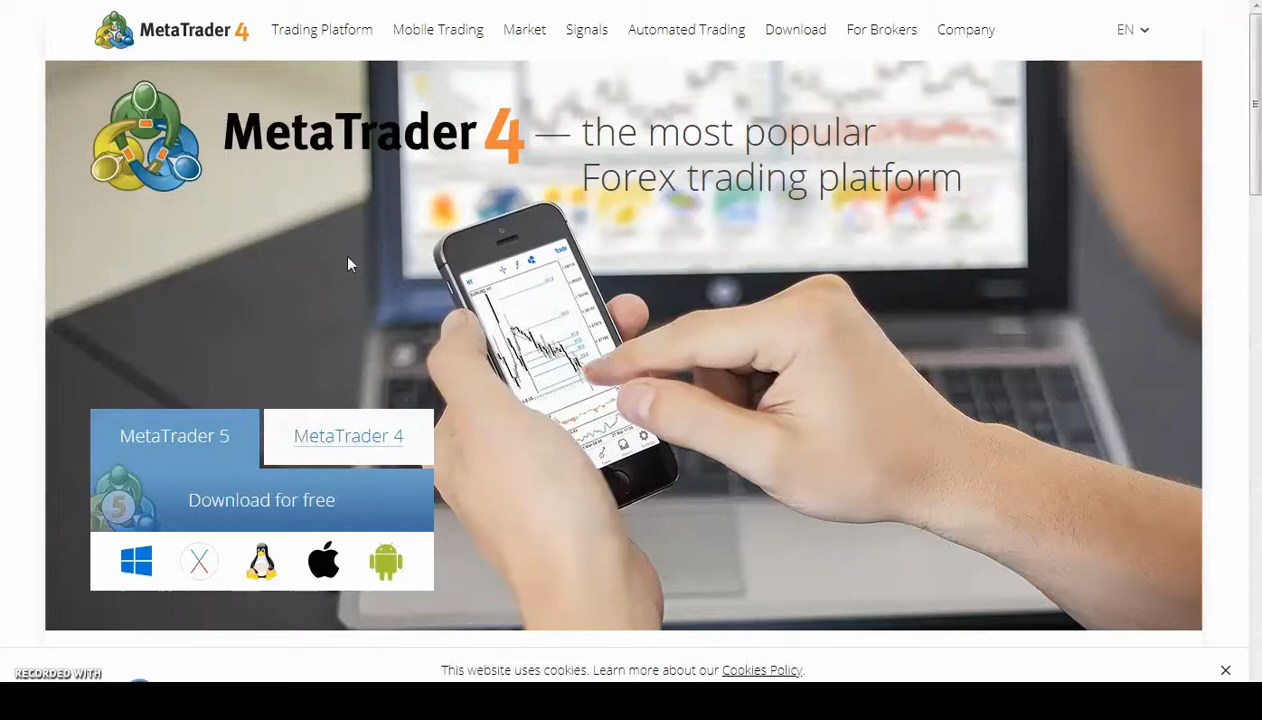 MetaTrader 4 Trading Platform Mobile Trading Market Signals Automated Trading Download For Brokers Company EN
MetaTrader 4 — the most popular
Forex trading platform
MetaTrader 5 MetaTrader 4
5 Download for free
This website uses cookies. Learn more about our Cookies Policy.
RECORDED WITH